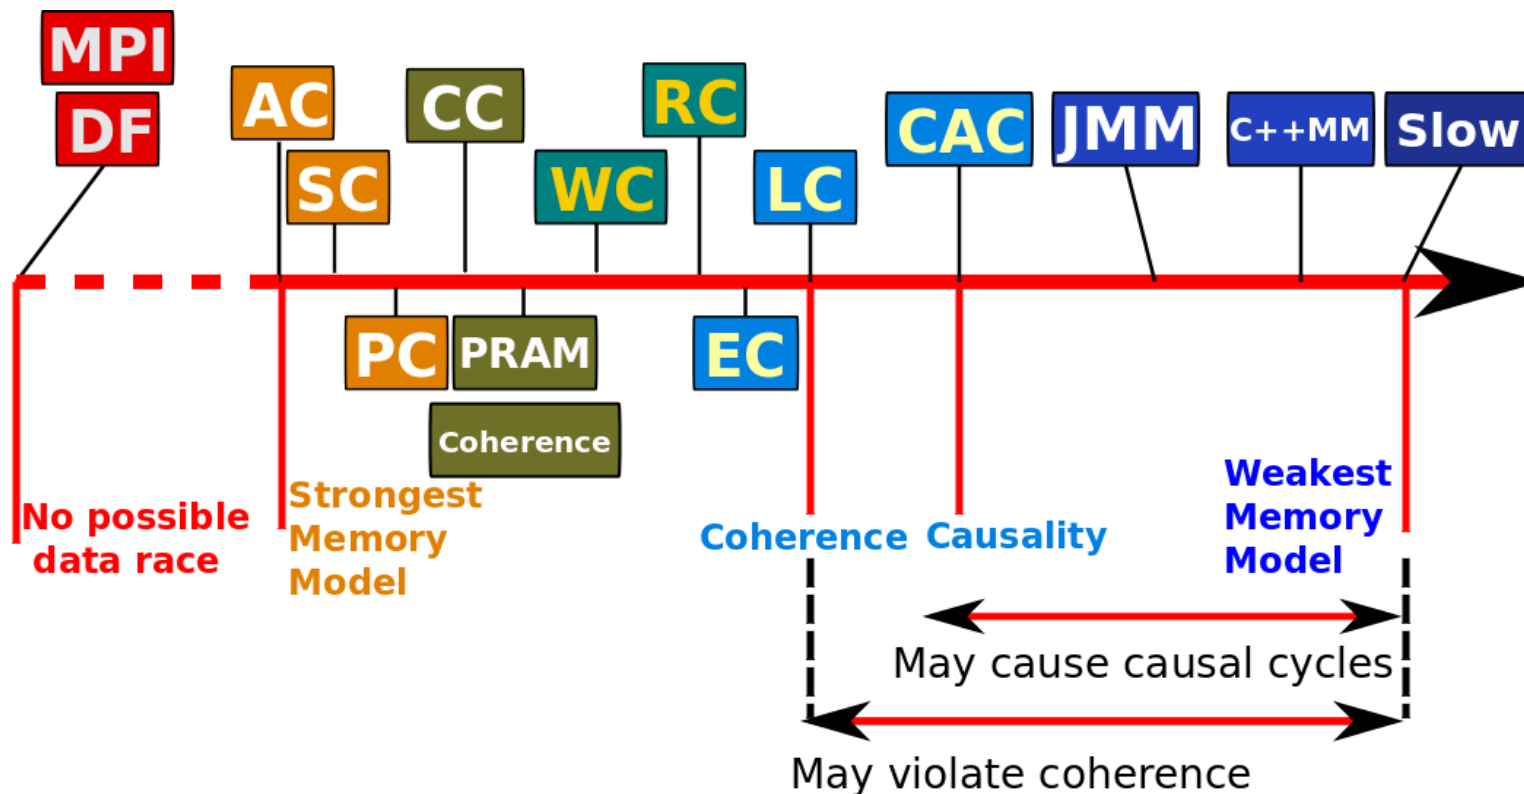 MPI
DF
AC
SC
CC
WC
RC
LC
CAC
JMM
C++MM
Slow
PC
PRAM
Coherence
EC
No possible
data race
Strongest
Memory
Model
Coherence
Causality
Weakest
Memory
Model
May cause causal cycles
May violate coherence